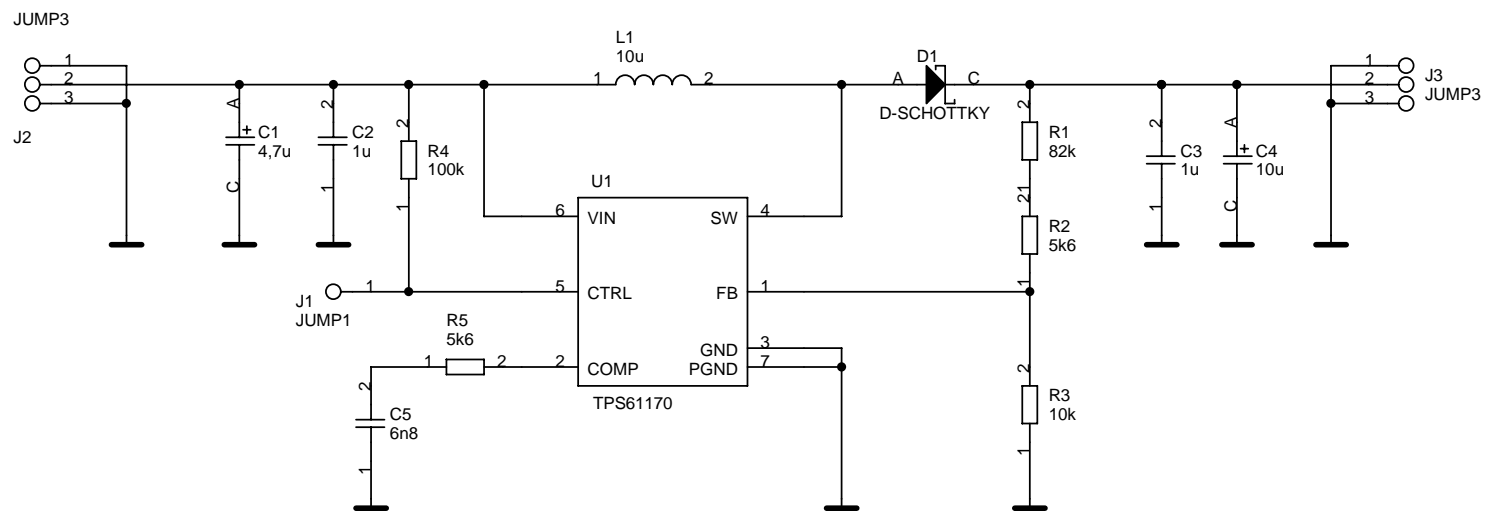 JUMP3
1
2
3
J2
A
C1
4,7u
C
2
C2
1u
1
2
R4
100k
1
L1
10u
1
2
D1
A
C
D-SCHOTTKY
2
R1
82k
21
R2
5k6
1
2
C3
1u
1
A
C4
10u
C
1
2
3
J3
JUMP3
U1
6
VIN
SW
4
J1
JUMP1
1
5
CTRL
FB
1
R5
5k6
1
2
2
COMP
GND
3
PGND
7
TPS61170
2
C5
6n8
1
2
R3
10k
1